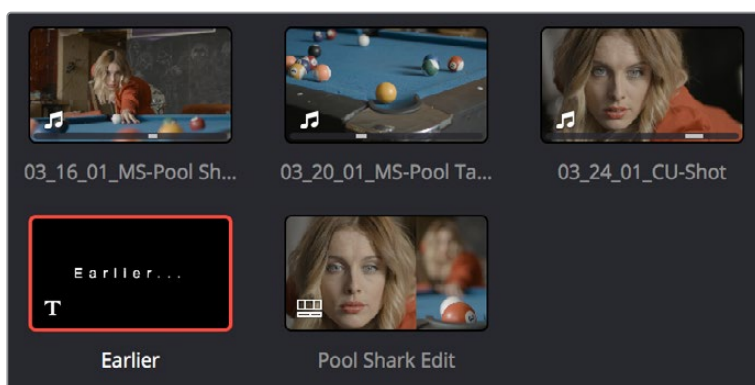 03_16_01_MS-Pool Sh...
03_20_01_MS-Pool Ta...
03_24_01_CU-Shot
Earlier...
T
Earlier
Pool Shark Edit